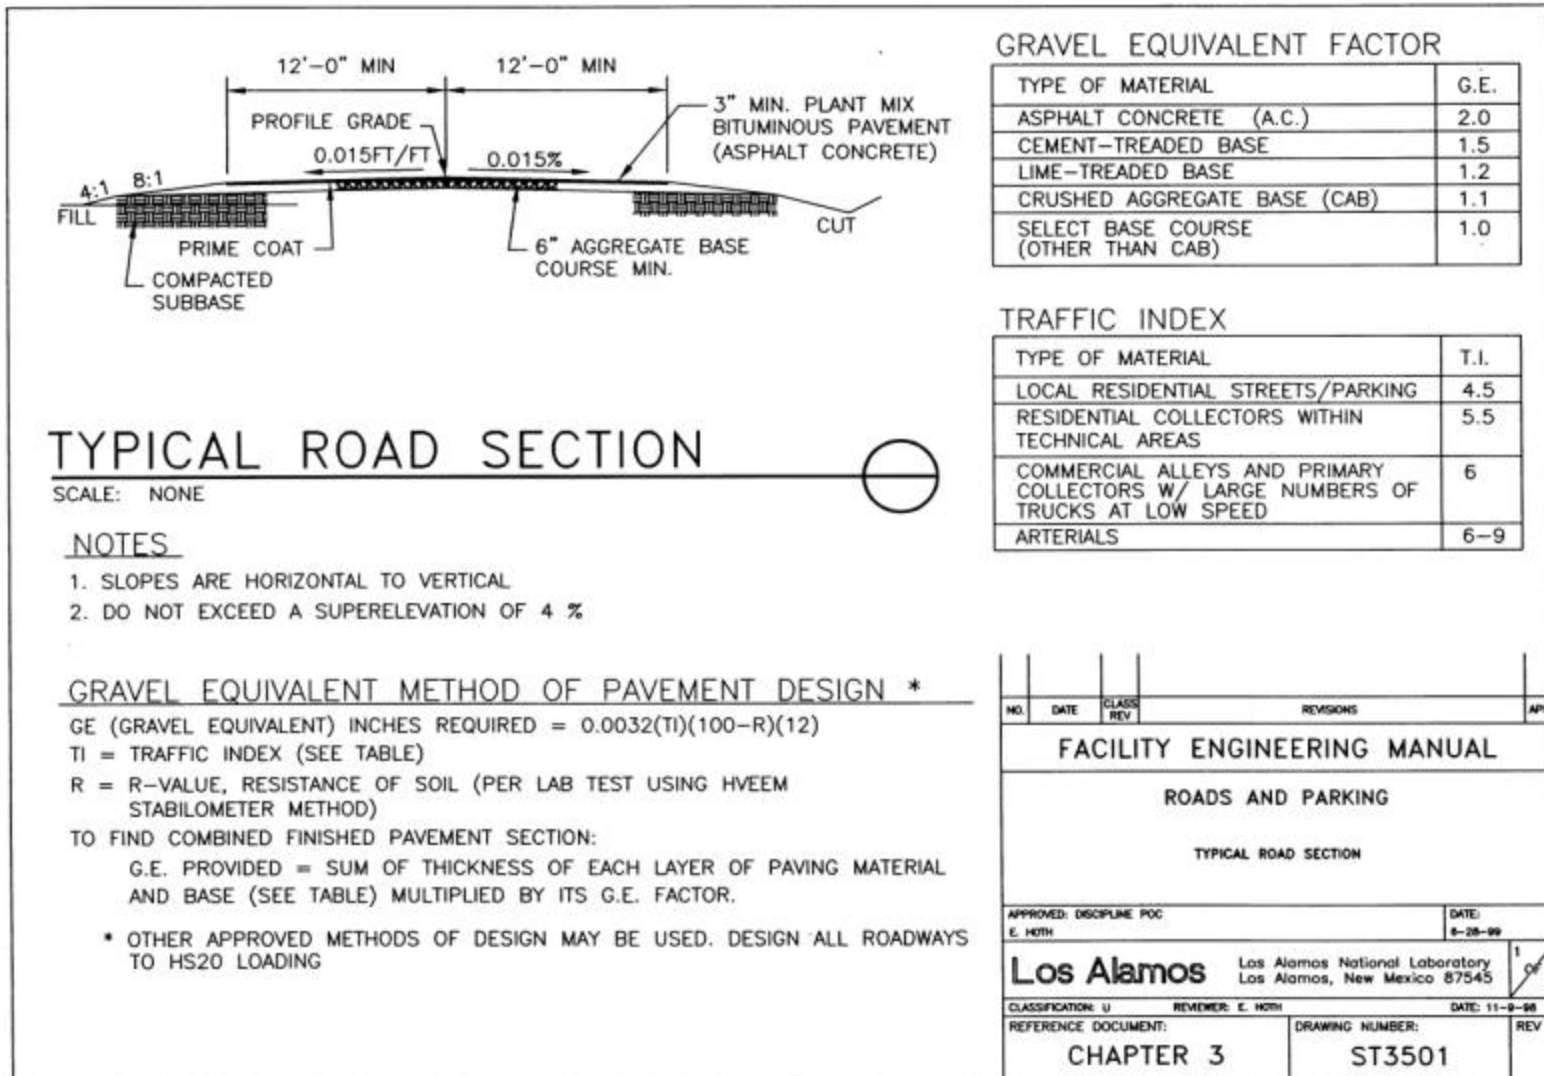 12'-0" MIN
12'-0" MIN
PROFILE GRADE
3" MIN. PLANT MIX
BITUMINOUS PAVEMENT
(ASPHALT CONCRETE)
0.015FT/FT
0.015%
4:1
8:1
FILL
CUT
PRIME COAT
6" AGGREGATE BASE
COURSE MIN.
COMPACTED
SUBBASE
TYPICAL ROAD SECTION
SCALE: NONE
NOTES
1. SLOPES ARE HORIZONTAL TO VERTICAL
2. DO NOT EXCEED A SUPERELEVATION OF 4 %
GRAVEL EQUIVALENT METHOD OF PAVEMENT DESIGN *
GE (GRAVEL EQUIVALENT) INCHES REQUIRED = 0.0032(TI)(100-R)(12)
TI = TRAFFIC INDEX (SEE TABLE)
R = R-VALUE, RESISTANCE OF SOIL (PER LAB TEST USING HVEEM
STABILOMETER METHOD)
TO FIND COMBINED FINISHED PAVEMENT SECTION:
G.E. PROVIDED = SUM OF THICKNESS OF EACH LAYER OF PAVING MATERIAL
AND BASE (SEE TABLE) MULTIPLIED BY ITS G.E. FACTOR.
* OTHER APPROVED METHODS OF DESIGN MAY BE USED. DESIGN ALL ROADWAYS
TO HS20 LOADING
GRAVEL EQUIVALENT FACTOR
TYPE OF MATERIAL G.E.
ASPHALT CONCRETE (A.C.) 2.0
CEMENT-TREADED BASE 1.5
LIME-TREADED BASE 1.2
CRUSHED AGGREGATE BASE (CAB) 1.1
SELECT BASE COURSE 1.0
(OTHER THAN CAB)
TRAFFIC INDEX
TYPE OF MATERIAL T.I.
LOCAL RESIDENTIAL STREETS/PARKING 4.5
RESIDENTIAL COLLECTORS WITHIN 5.5
TECHNICAL AREAS
COMMERCIAL ALLEYS AND PRIMARY 6
COLLECTORS W/ LARGE NUMBERS OF
TRUCKS AT LOW SPEED
ARTERIALS 6-9
NO. DATE CLASS REVISIONS
REV
FACILITY ENGINEERING MANUAL
ROADS AND PARKING
TYPICAL ROAD SECTION
APPROVED: DISCIPLINE POC DATE:
E. HOTH 8-28-99
Los Alamos
Los Alamos National Laboratory
Los Alamos, New Mexico 87545
1 OF
CLASSIFICATION: U REVIEWER: E. HOTH DATE: 11-9-98
REFERENCE DOCUMENT: DRAWING NUMBER: REV
CHAPTER 3 ST3501